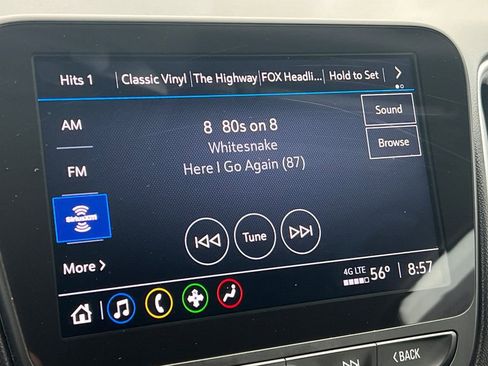 Hits 1 Classic Vinyl The Highway FOX Headli... Hold to Set
AM
8 80s on 8
Sound
Whitesnake
Browse
FM
Here I Go Again (87)
SiriusXM
Tune
More
4G LTE
56° 8:57
BACK